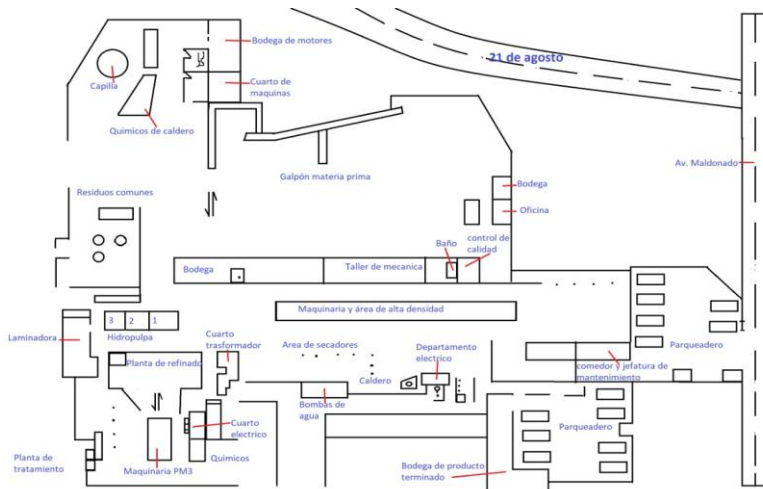 Bodega de motores
21 de agosto
Capilla
Cuarto de
maquinas
Quimicos de caldero
Av. Maldonado
Galpón materia prima
Bodega
Residuos comunes
Oficina
Baño
control de
calidad
Bodega
Taller de mecanica
Maquinaria y área de alta densidad
3 2 1
Laminadora
Hidropulpa
Cuarto
trasformador
Area de secadores
Departamento
electrico
Parqueadero
Planta de refinado
Caldero
comedor y jefatura de
mantenimiento
Bombas de
agua
Cuarto
electrico
Parqueadero
Planta de
tratamiento
Quimicos
Maquinaria PM3
Bodega de producto
terminado